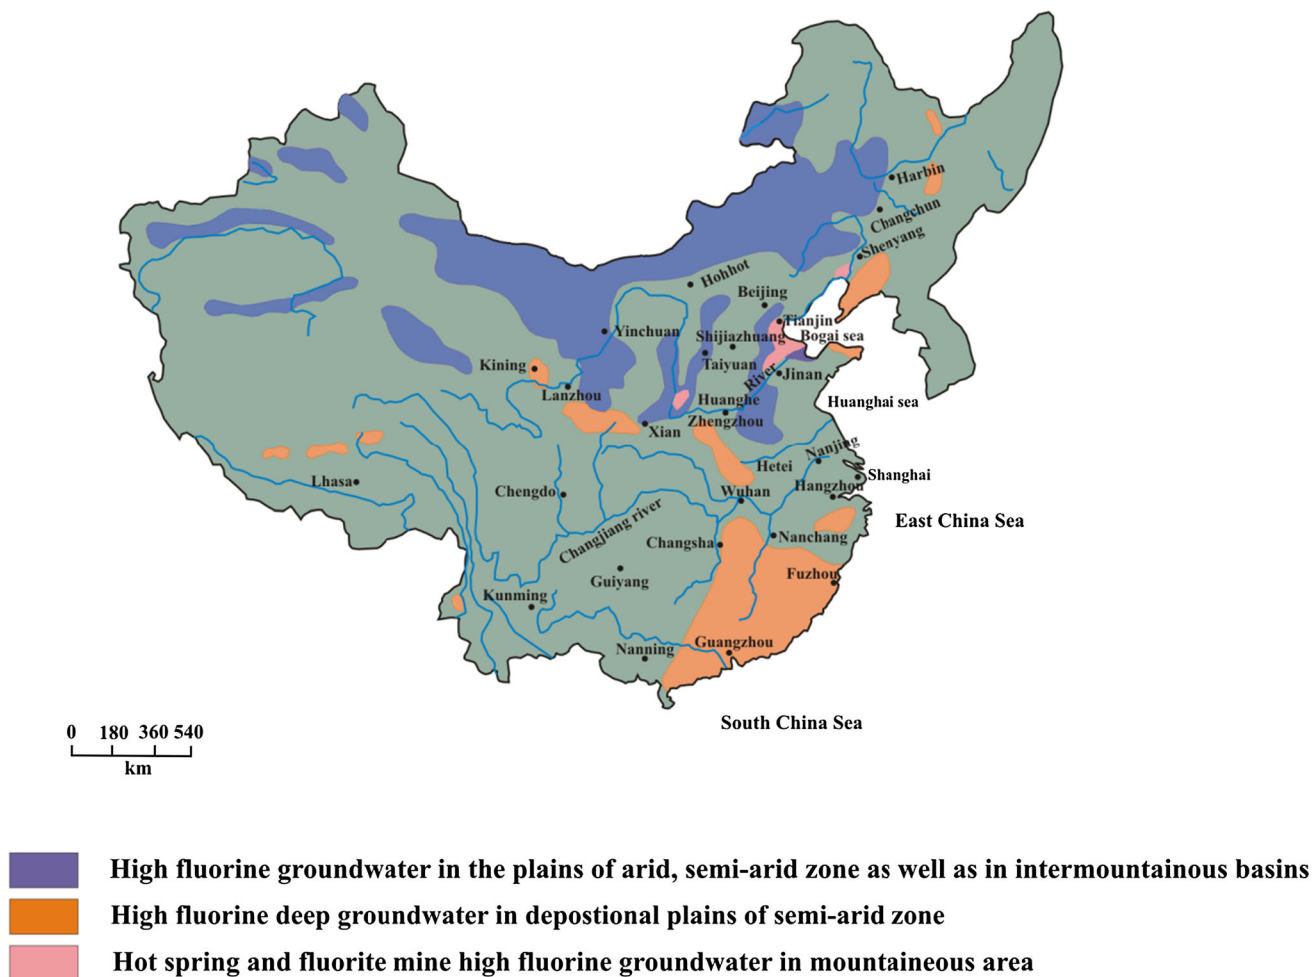 Harbin
Changchun
Shenyang
Hohhot
Beijing
Tianjin
Yinchuan
Shijiazhuang
Bogai sea
Taiyuan
Kining
River
Jinan
Lanzhou
Huanghe
Huanghai sea
Zhengzhou
Xian
Nanjing
Hetei
Shanghai
Lhasa
Chengdo
Wuhan
Hangzhou
East China Sea
Changjiang river
Changsha
Nanchang
Guiyang
Fuzhou
Kunming
Guangzhou
Nanning
South China Sea
0 180 360 540
km
High fluorine groundwater in the plains of arid, semi-arid zone as well as in intermountainous basins
High fluorine deep groundwater in depostional plains of semi-arid zone
Hot spring and fluorite mine high fluorine groundwater in mountaineous area